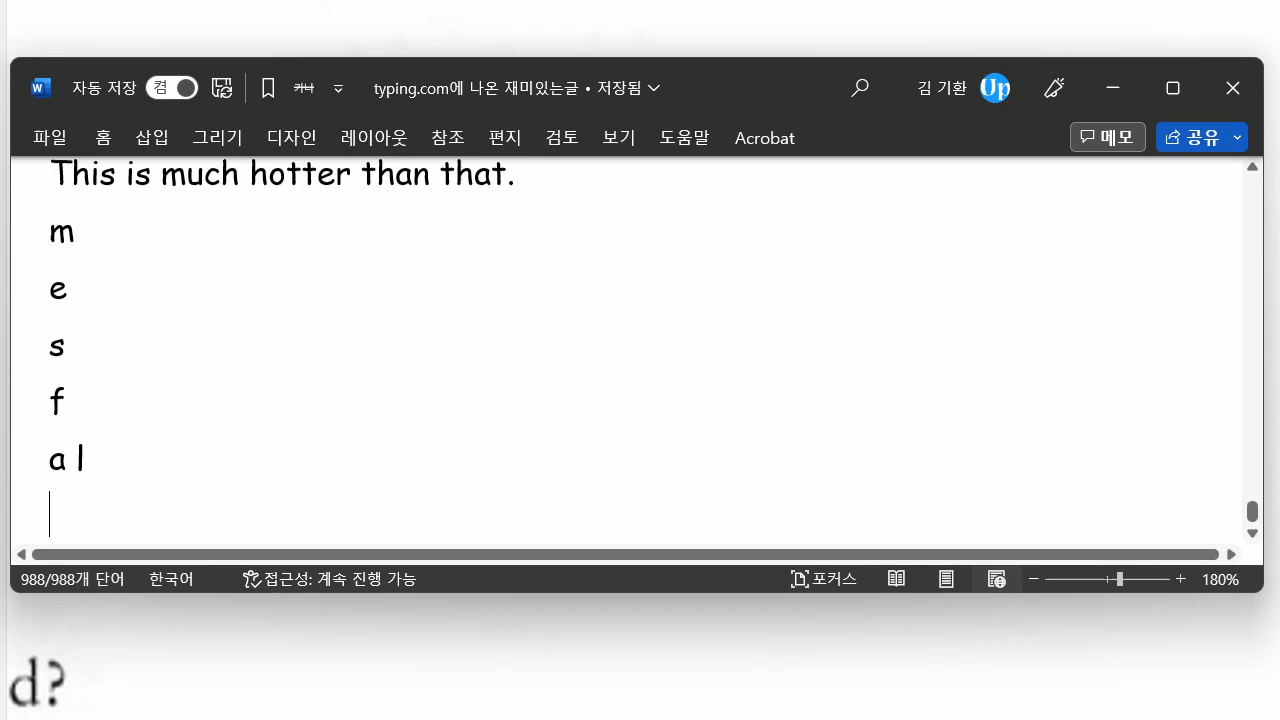 자동 저장 켬 가나 typing.com에 나온 재미있는글 • 저장됨 김 기환 Up
파일 홈 삽입 그리기 디자인 레이아웃 참조 편지 검토 보기 도움말 Acrobat 메모 공유
This is much hotter than that.
m
e
s
f
a l
988/988개 단어 한국어 접근성: 계속 진행 가능 포커스 180%
d?